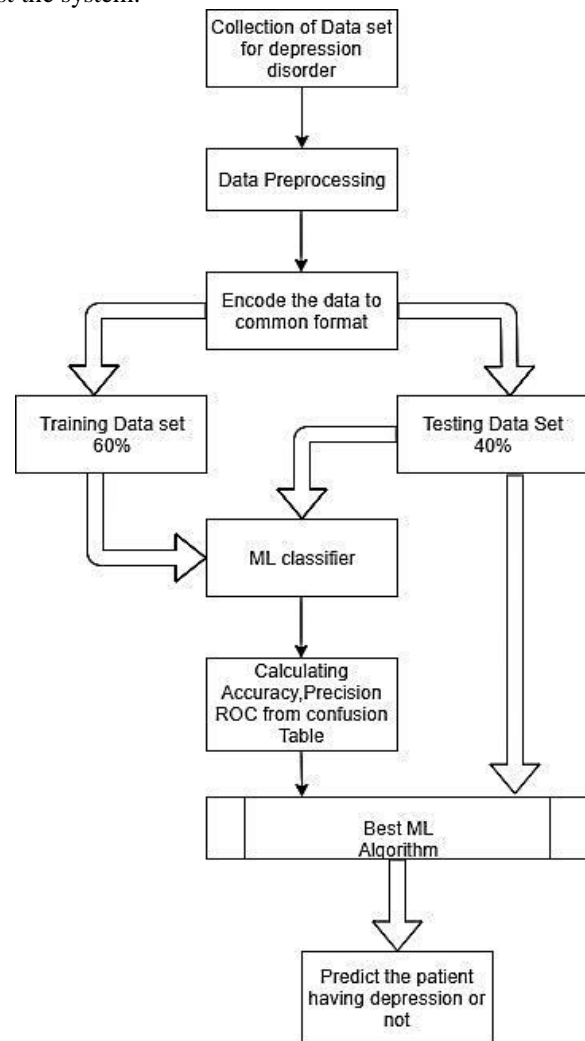 st the system.
Collection of Data set
for depression
disorder
Data Preprocessing
Encode the data to
common format
Training Data set
60%
Testing Data Set
40%
ML classifier
Calculating
Accuracy,Precision
ROC from confusion
Table
Best ML
Algorithm
Predict the patient
having depression or
not